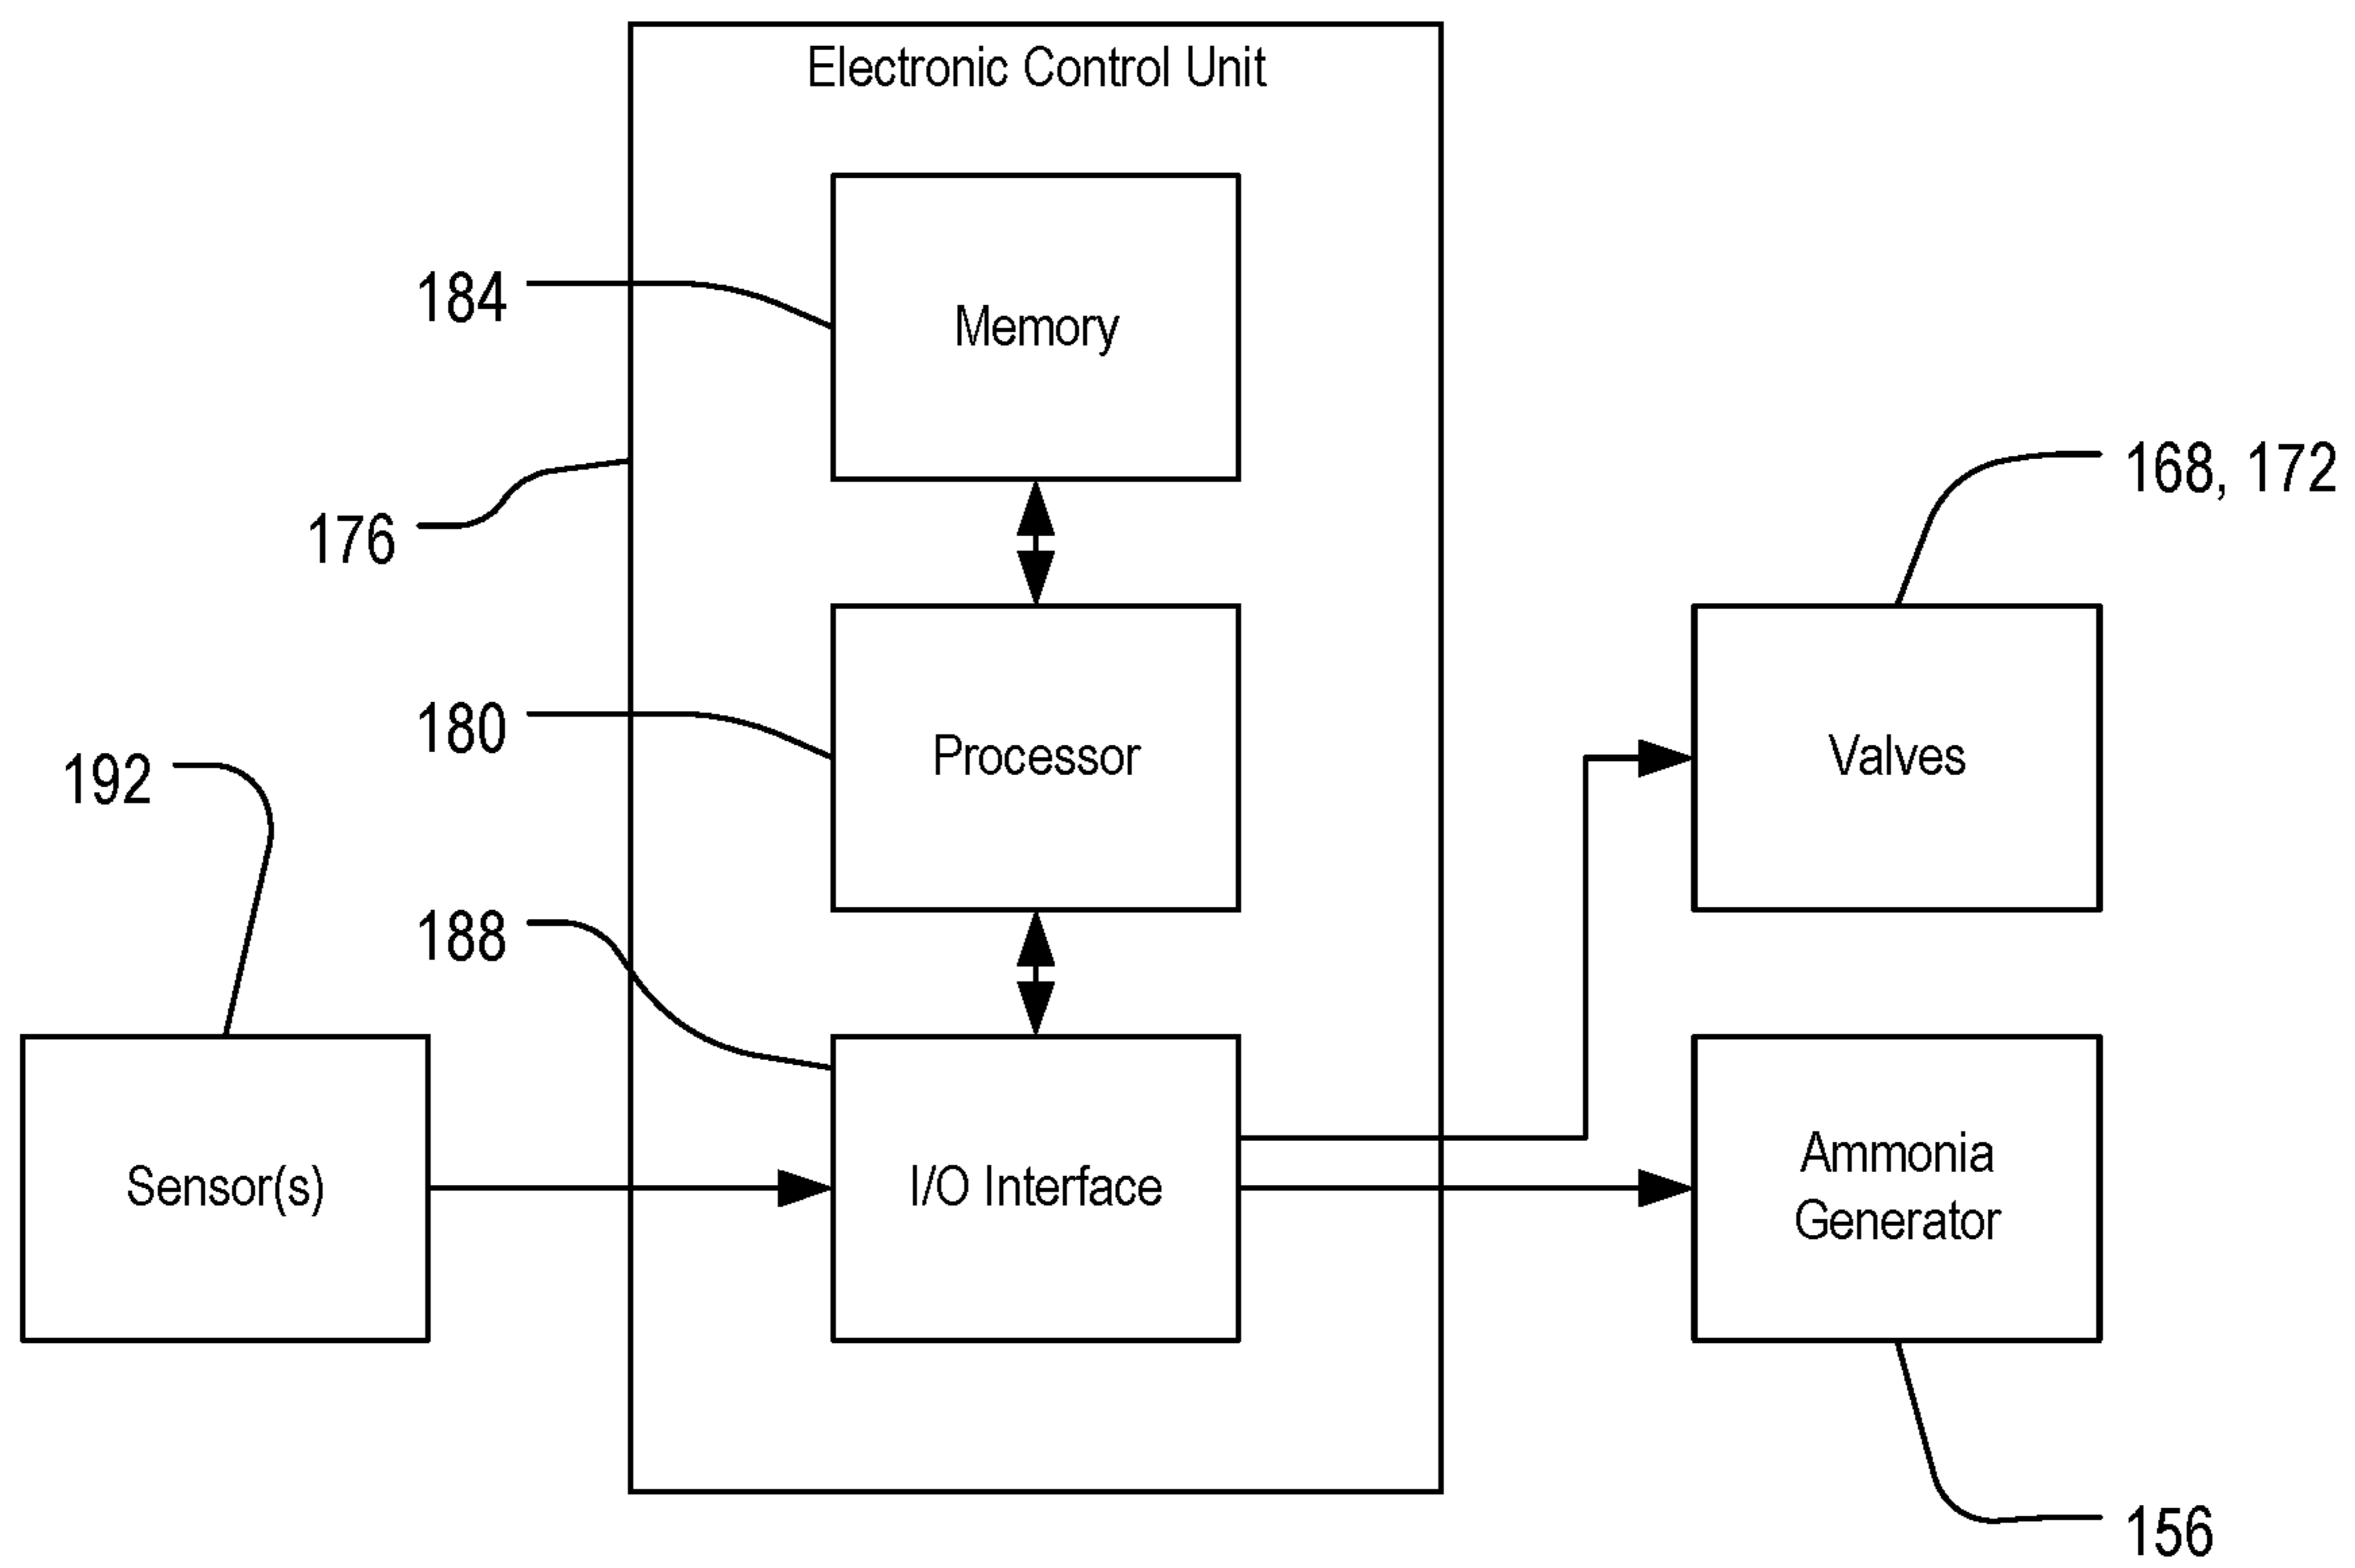 Electronic Control Unit
184
Memory
176
168, 172
180
Processor
Valves
192
188
Sensor(s)
I/O Interface
Ammonia
Generator
156